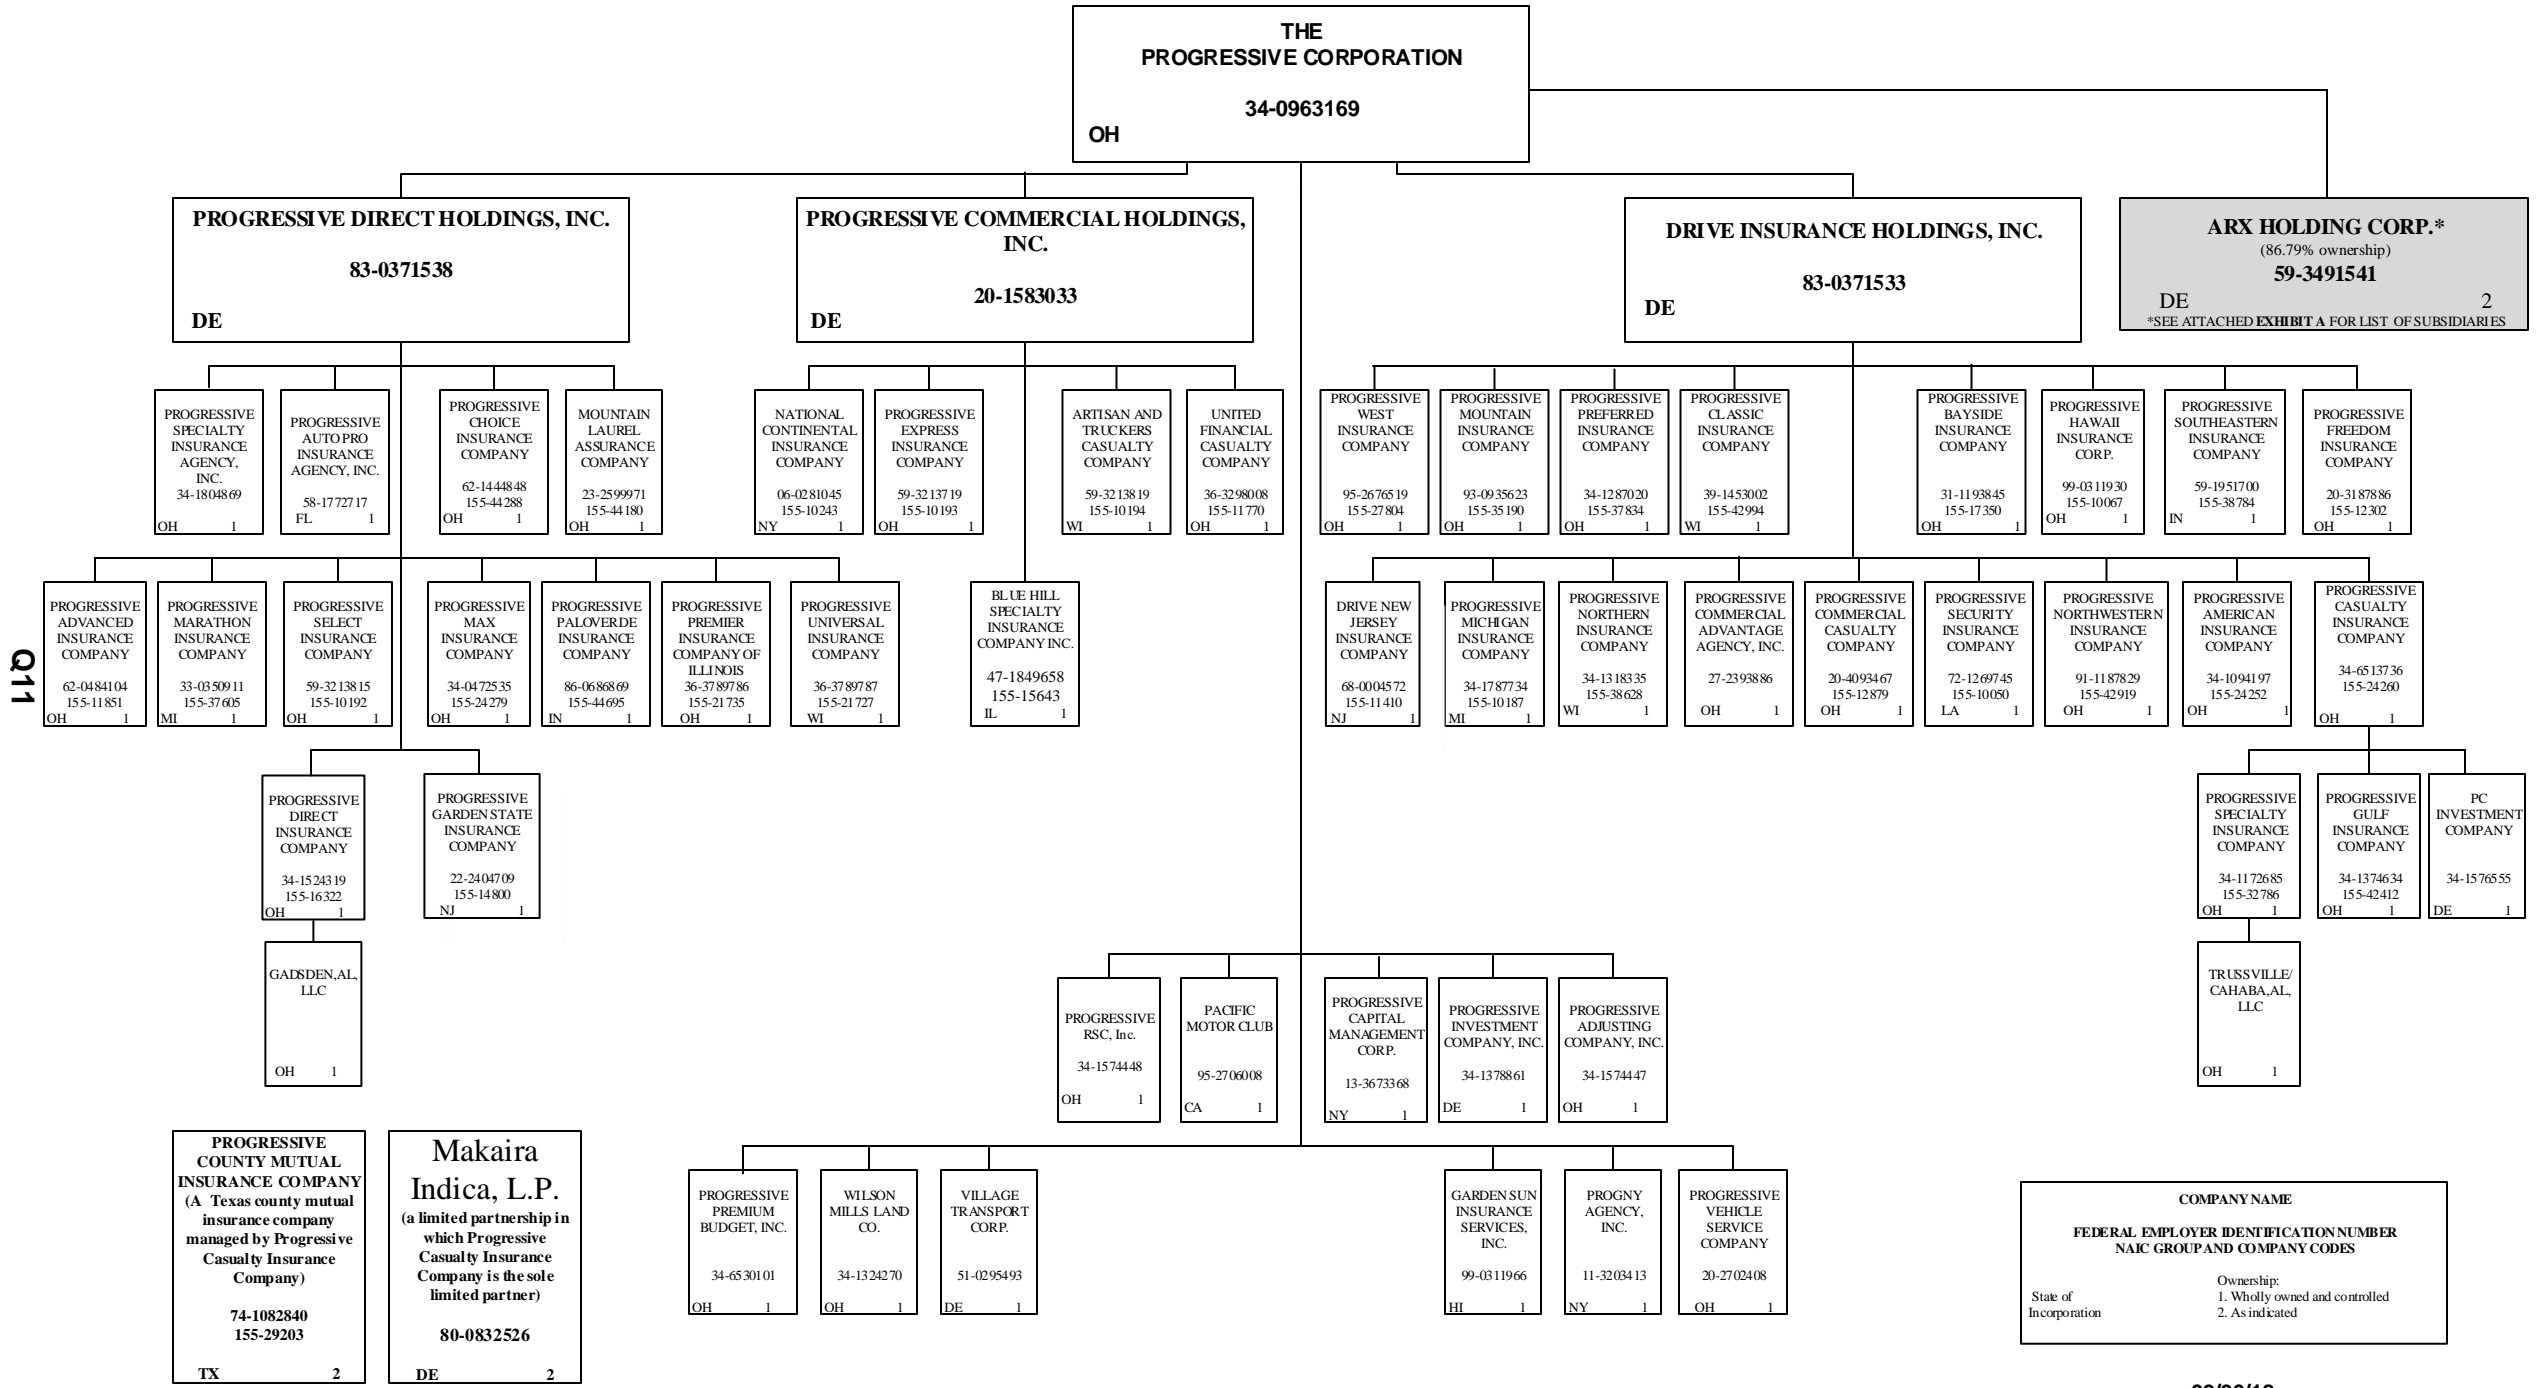 THE
PROGRESSIVE CORPORATION
34-0963169
OH
PROGRESSIVE DIRECT HOLDINGS, INC.
83-0371538
DE
PROGRESSIVE COMMERCIAL HOLDINGS,
INC.
20-1583033
DE
DRIVE INSURANCE HOLDINGS, INC.
83-0371533
DE
ARX HOLDING CORP.*
(86.79% ownership)
59-3491541
DE 2
*SEE ATTACHED EXHIBIT A FOR LIST OF SUBSIDIARIES
PROGRESSIVE
SPECIALTY
INSURANCE
AGENCY,
INC.
34-1804869
OH 1
PROGRESSIVE
AUTO PRO
INSURANCE
AGENCY, INC.
58-1772717
FL 1
PROGRESSIVE
CHOICE
INSURANCE
COMPANY
62-1444848
155-44288
OH 1
MOUNTAIN
LAUREL
ASSURANCE
COMPANY
23-2599971
155-44180
OH 1
NATIONAL
CONTINENTAL
INSURANCE
COMPANY
06-0281045
155-10243
NY 1
PROGRESSIVE
EXPRESS
INSURANCE
COMPANY
59-3213719
155-10193
OH 1
ARTISAN AND
TRUCKERS
CASUALTY
COMPANY
59-3213819
155-10194
WI 1
UNITED
FINANCIAL
CASUALTY
COMPANY
36-3298008
155-11770
OH 1
PROGRESSIVE
WEST
INSURANCE
COMPANY
95-2676519
155-27804
OH 1
PROGRESSIVE
MOUNTAIN
INSURANCE
COMPANY
93-0935623
155-35190
OH 1
PROGRESSIVE
PREFERRED
INSURANCE
COMPANY
34-1287020
155-37834
OH 1
PROGRESSIVE
CLASSIC
INSURANCE
COMPANY
39-1453002
155-42994
WI 1
PROGRESSIVE
BAYSIDE
INSURANCE
COMPANY
31-1193845
155-17350
OH 1
PROGRESSIVE
HAWAII
INSURANCE
CORP.
99-0311930
155-10067
OH 1
PROGRESSIVE
SOUTHEASTERN
INSURANCE
COMPANY
59-1951700
155-38784
IN 1
PROGRESSIVE
FREEDOM
INSURANCE
COMPANY
20-3187886
155-12302
OH 1
Q11
PROGRESSIVE
ADVANCED
INSURANCE
COMPANY
62-0484104
155-11851
OH 1
PROGRESSIVE
MARATHON
INSURANCE
COMPANY
33-0350911
155-37605
MI 1
PROGRESSIVE
SELECT
INSURANCE
COMPANY
59-3213815
155-10192
OH 1
PROGRESSIVE
MAX
INSURANCE
COMPANY
34-0472535
155-24279
OH 1
PROGRESSIVE
PALOVERDE
INSURANCE
COMPANY
86-0686869
155-44695
IN 1
PROGRESSIVE
PREMIER
INSURANCE
COMPANY OF
ILLINOIS
36-3789786
155-21735
OH 1
PROGRESSIVE
UNIVERSAL
INSURANCE
COMPANY
36-3789787
155-21727
WI 1
BLUE HILL
SPECIALTY
INSURANCE
COMPANY INC.
47-1849658
155-15643
IL 1
DRIVE NEW
JERSEY
INSURANCE
COMPANY
68-0004572
155-11410
NJ 1
PROGRESSIVE
MICHIGAN
INSURANCE
COMPANY
34-1787734
155-10187
MI 1
PROGRESSIVE
NORTHERN
INSURANCE
COMPANY
34-1318335
155-38628
WI 1
PROGRESSIVE
COMMERCIAL
ADVANTAGE
AGENCY, INC.
27-2393886
OH 1
PROGRESSIVE
COMMERCIAL
CASUALTY
COMPANY
20-4093467
155-12879
OH 1
PROGRESSIVE
SECURITY
INSURANCE
COMPANY
72-1269745
155-10050
LA 1
PROGRESSIVE
NORTHWESTERN
INSURANCE
COMPANY
91-1187829
155-42919
OH 1
PROGRESSIVE
AMERICAN
INSURANCE
COMPANY
34-1094197
155-24252
OH 1
PROGRESSIVE
CASUALTY
INSURANCE
COMPANY
34-6513736
155-24260
OH 1
PROGRESSIVE
DIRECT
INSURANCE
COMPANY
34-1524319
155-16322
OH 1
PROGRESSIVE
GARDEN STATE
INSURANCE
COMPANY
22-2404709
155-14800
NJ 1
PROGRESSIVE
SPECIALTY
INSURANCE
COMPANY
34-1172685
155-32786
OH 1
PROGRESSIVE
GULF
INSURANCE
COMPANY
34-1374634
155-42412
OH 1
PC
INVESTMENT
COMPANY
34-1576555
DE 1
GADSDEN,AL,
LLC
OH 1
TRUSSVILLE/
CAHABA,AL,
LLC
OH 1
PROGRESSIVE
RSC, Inc.
34-1574448
OH 1
PACIFIC
MOTOR CLUB
95-2706008
CA 1
PROGRESSIVE
CAPITAL
MANAGEMENT
CORP.
13-3673368
NY 1
PROGRESSIVE
INVESTMENT
COMPANY, INC.
34-1378861
DE 1
PROGRESSIVE
ADJUSTING
COMPANY, INC.
34-1574447
OH 1
PROGRESSIVE
COUNTY MUTUAL
INSURANCE COMPANY
(A Texas county mutual
insurance company
managed by Progressive
Casualty Insurance
Company)
74-1082840
155-29203
TX 2
Makaira
Indica, L.P.
(a limited partnership in
which Progressive
Casualty Insurance
Company is the sole
limited partner)
80-0832526
DE 2
PROGRESSIVE
PREMIUM
BUDGET, INC.
34-6530101
OH 1
WILSON
MILLS LAND
CO.
34-1324270
OH 1
VILLAGE
TRANSPORT
CORP.
51-0295493
DE 1
GARDEN SUN
INSURANCE
SERVICES,
INC.
99-0311966
HI 1
PROGNY
AGENCY,
INC.
11-3203413
NY 1
PROGRESSIVE
VEHICLE
SERVICE
COMPANY
20-2702408
OH 1
COMPANY NAME
FEDERAL EMPLOYER IDENTIFICATION NUMBER
NAIC GROUP AND COMPANY CODES
Ownership:
State of 1. Wholly owned and controlled
Incorporation 2. As indicated